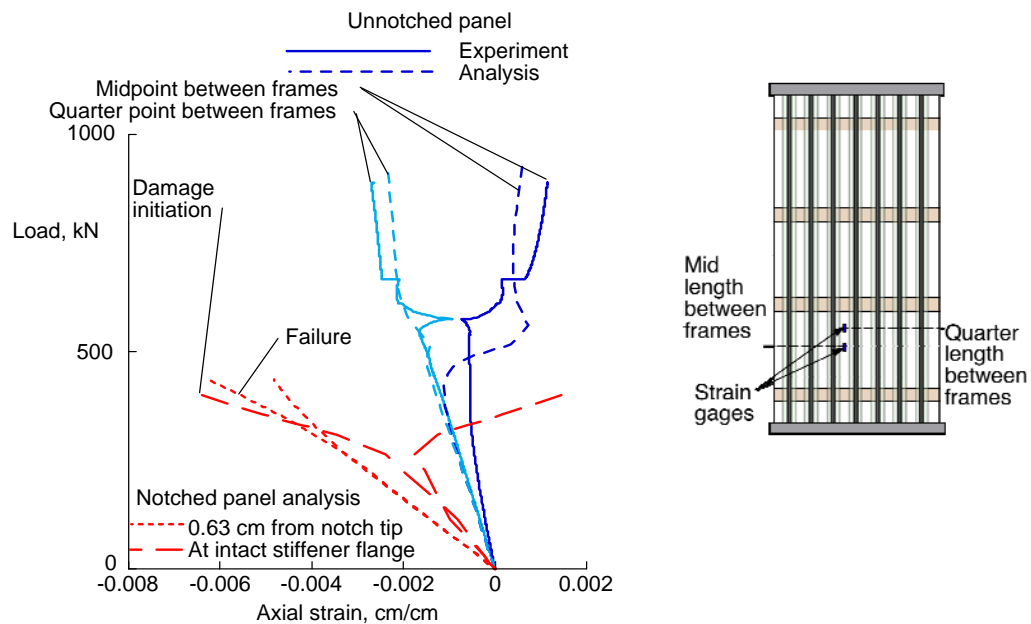 Unnotched panel
Experiment
Analysis
Midpoint between frames
Quarter point between frames
1000
Damage
initiation
Load, kN
Failure
500
Notched panel analysis
0.63 cm from notch tip
At intact stiffener flange
0
-0.008
-0.006
-0.004
-0.002
0
0.002
Axial strain, cm/cm
Mid
length
between
frames
Strain
gages
Quarter
length
between
frames